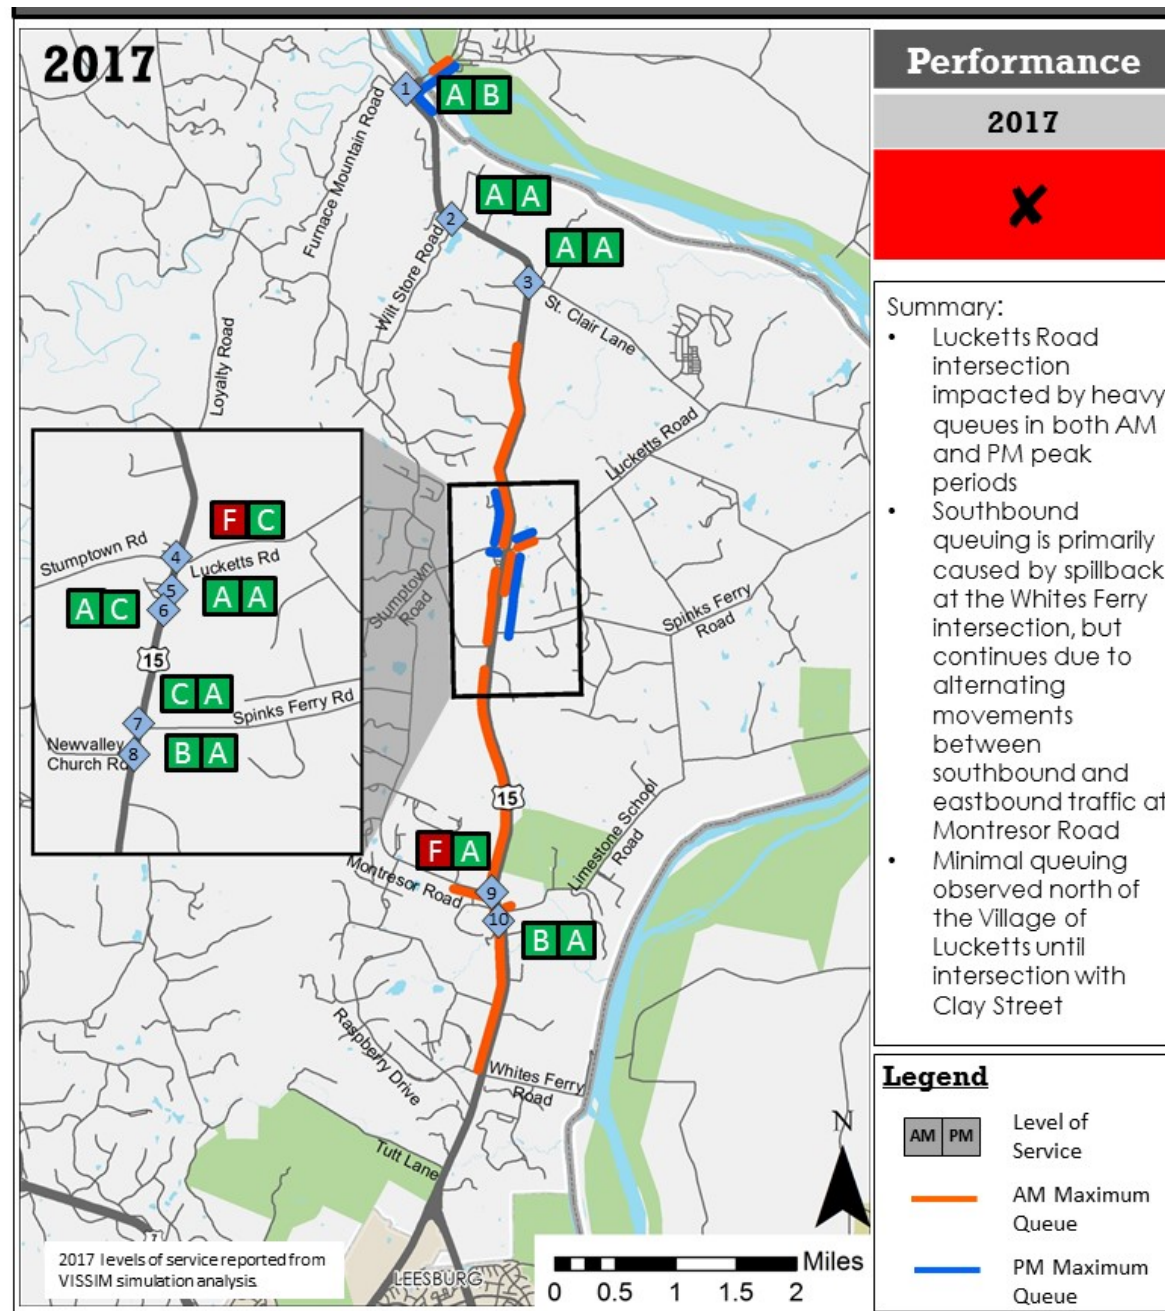 2017
Performance
2017
✘
Summary:
• Lucketts Road
intersection
impacted by heavy
queues in both AM
and PM peak
periods
• Southbound
queuing is primarily
caused by spillback
at the Whites Ferry
intersection, but
continues due to
alternating
movements
between
southbound and
eastbound traffic at
Montresor Road
• Minimal queuing
observed north of
the Village of
Lucketts until
intersection with
Clay Street
Legend
AM PM
Level of
Service
AM Maximum
Queue
PM Maximum
Queue
1
A B
Furnace Mountain Road
2
A A
Wilt Store Road
A A
3
St. Clair Lane
Loyalty Road
Lucketts Road
Stumptown
Road
Spinks Ferry
Road
F C
Stumptown Rd
4
Lucketts Rd
5
A A
A C
6
15
C A
Spinks Ferry Rd
7
Newvalley
Church Rd
8
B A
15
Limestone School
Road
F A
Montresor Road
9
10
B A
Raspberry Drive
Whites Ferry
Road
Tutt Lane
N
2017 levels of service reported from
VISSIM simulation analysis.
LEESBURG
Miles
0 0.5 1 1.5 2